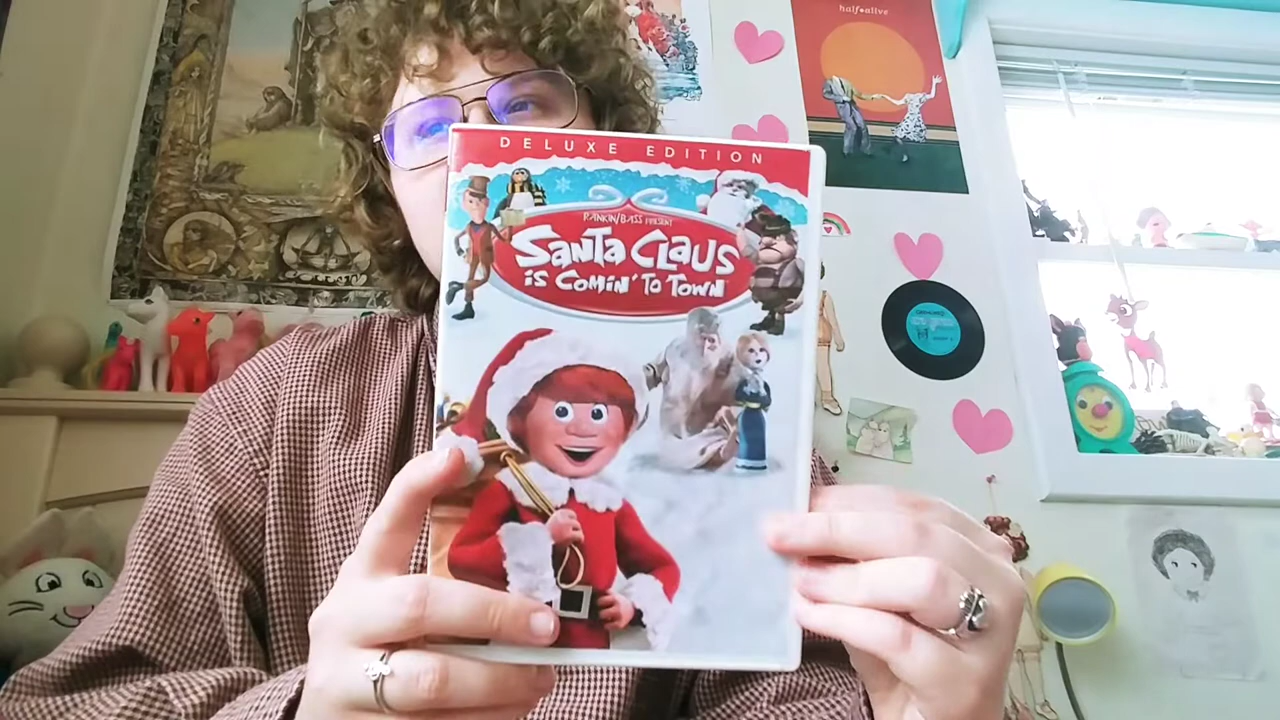 half•alive
DELUXE EDITION
RANKIN/BASS PRESENT
SANTA CLAUS
IS COMIN' TO TOWN